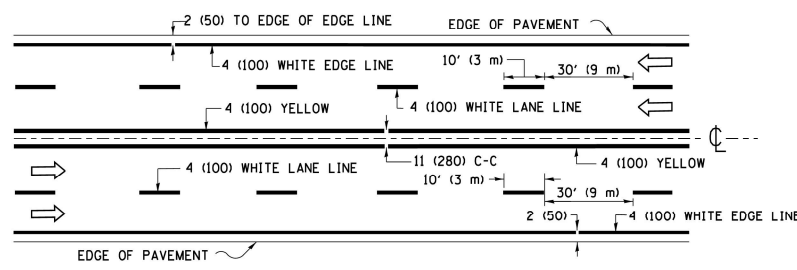 2 (50) TO EDGE OF EDGE LINE
EDGE OF PAVEMENT
4 (100) WHITE EDGE LINE
10' (3 m)
30' (9 m)
4 (100) YELLOW
4 (100) WHITE LANE LINE
CL
4 (100) WHITE LANE LINE
11 (280) C-C
4 (100) YELLOW
10' (3 m)
30' (9 m)
2 (50)
4 (100) WHITE EDGE LINE
EDGE OF PAVEMENT